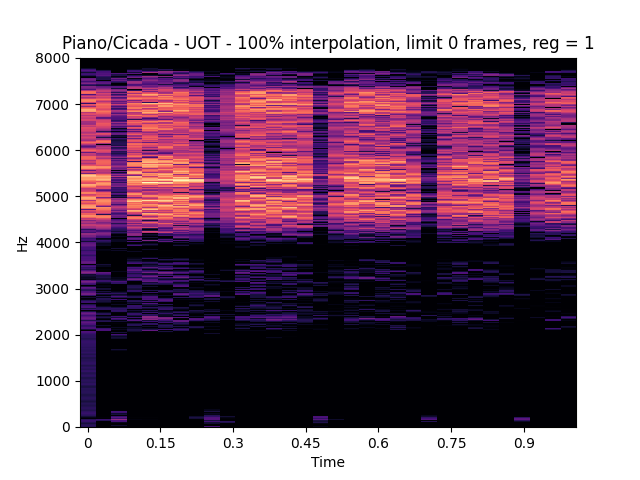 Piano/Cicada - UOT - 100% interpolation, limit 0 frames, reg = 1
8000
7000
6000
5000
4000
3000
2000
1000
0
Hz
0 0.15 0.3 0.45 0.6 0.75 0.9
Time